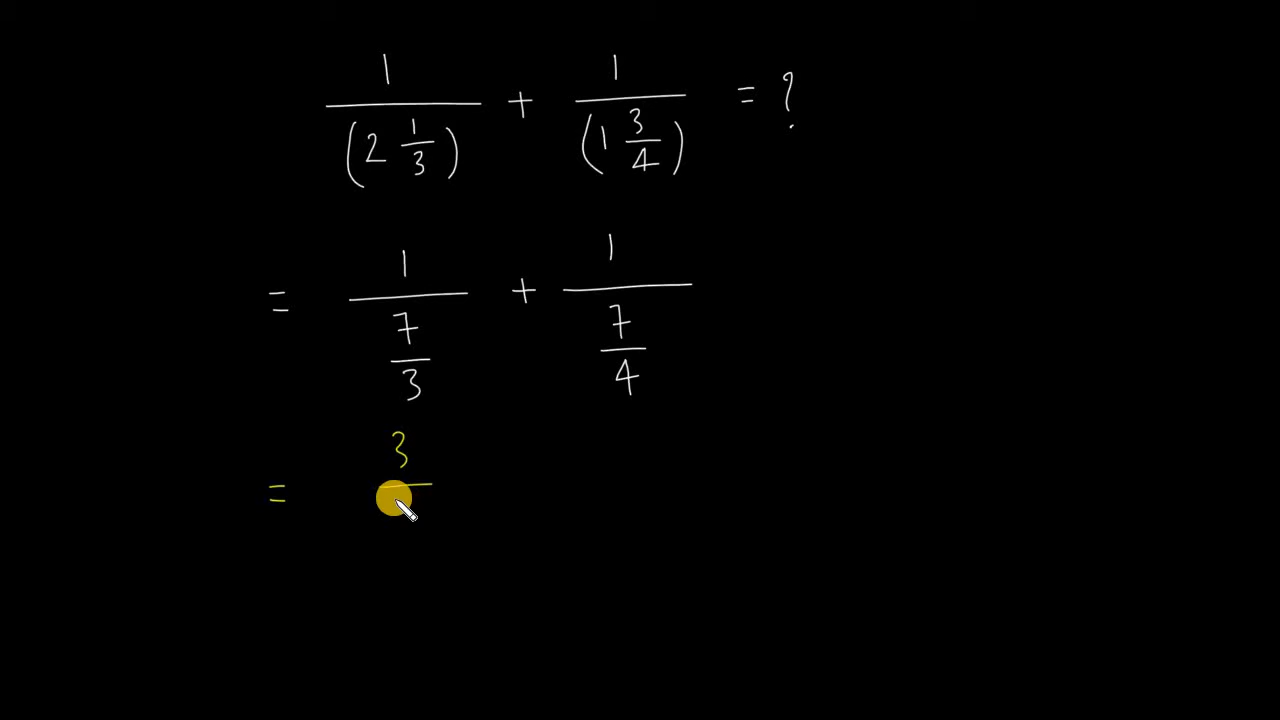 1/(2 1/3) + 1/(1 3/4) = ?
= 1/(7/3) + 1/(7/4)
= 3/